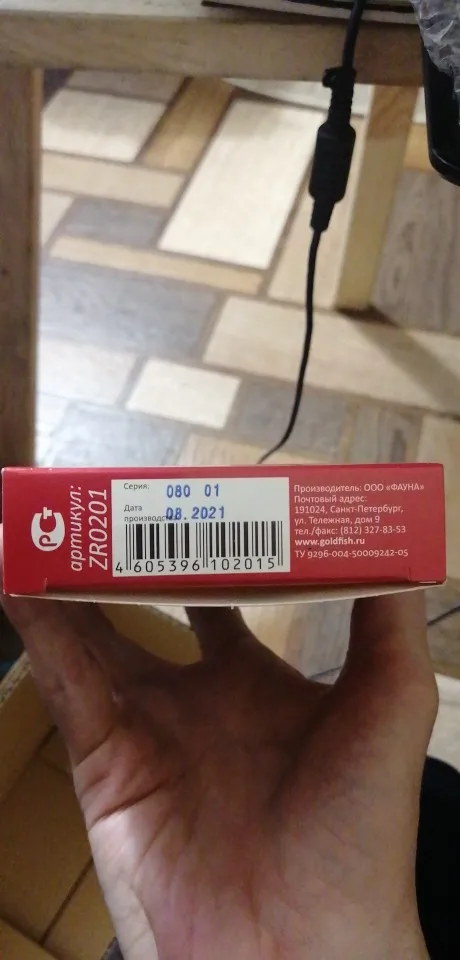 артикул:
ZR0201
Серия:
080 01
Дата
производства
08.2021
4 605396 102015
Производитель: ООО «ФАУНА»
Почтовый адрес:
191024, Санкт-Петербург,
ул. Тележная, дом 9
тел./факс: (812) 327-83-53
www.goldfish.ru
ТУ 9296-004-50009242-05